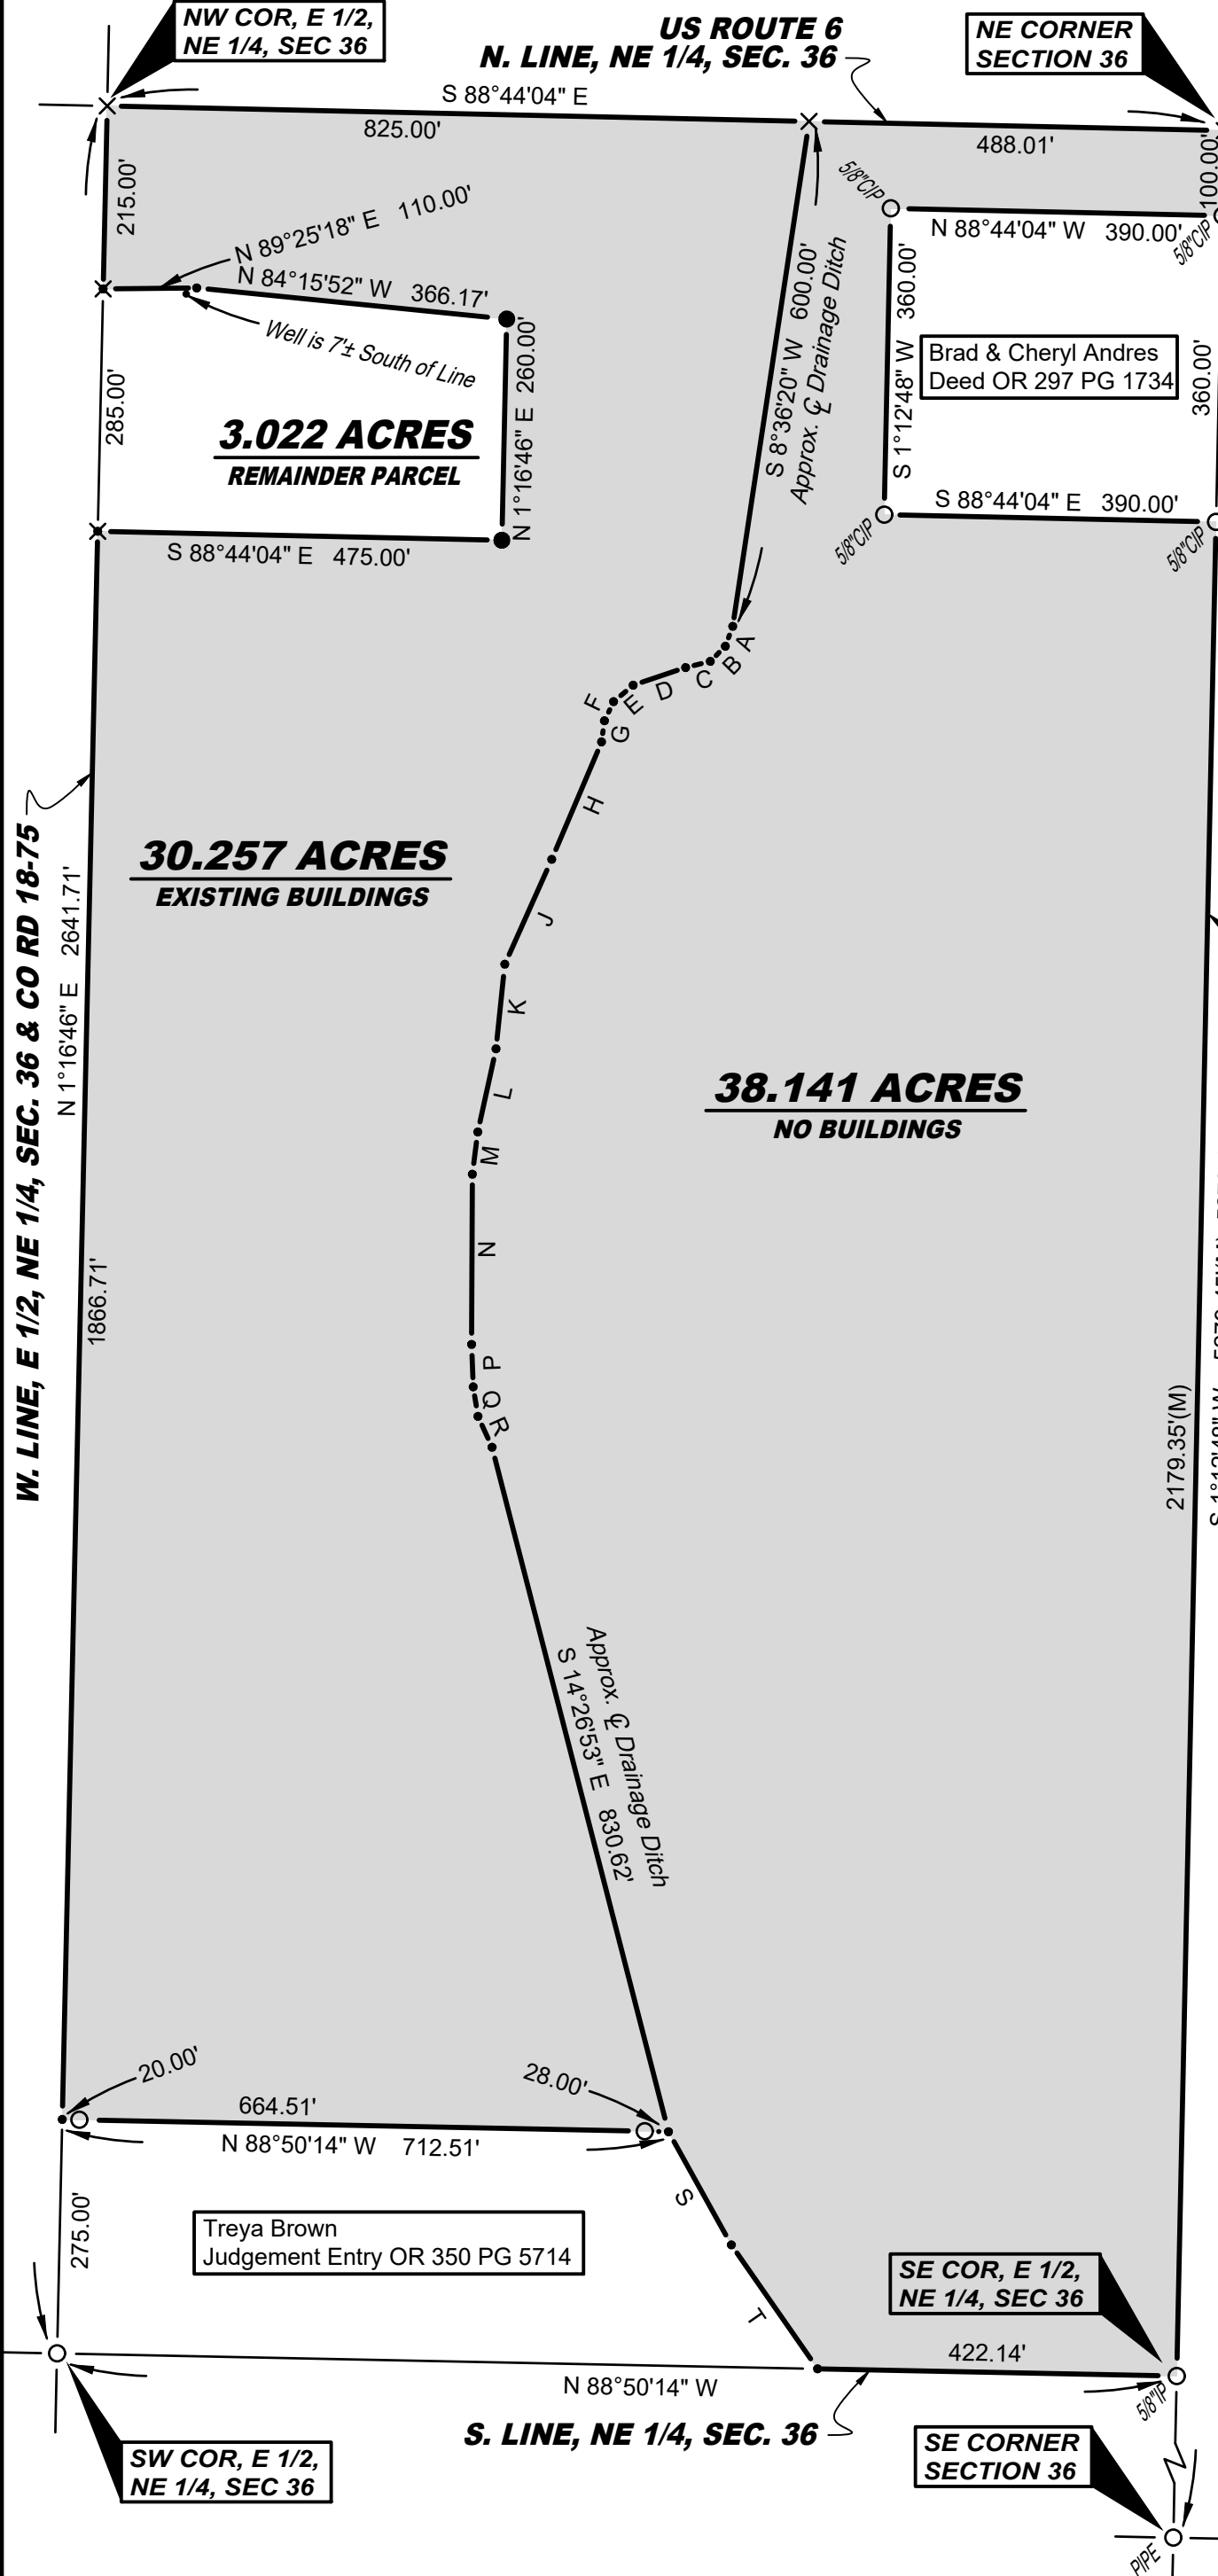 NW COR, E 1/2,
NE 1/4, SEC 36
US ROUTE 6
N. LINE, NE 1/4, SEC. 36
NE CORNER
SECTION 36
S 88°44'04" E
825.00'
488.01'
100.00'
215.00'
N 89°25'18" E 110.00'
N 84°15'52" W 366.17'
Well is 7'± South of Line
5/8"CIP
N 88°44'04" W 390.00'
5/8"CIP
S 8°36'20" W 600.00'
Approx. ℄ Drainage Ditch
S 1°12'48" W 360.00'
Brad & Cheryl Andres
Deed OR 297 PG 1734
360.00'
285.00'
3.022 ACRES
REMAINDER PARCEL
N 1°16'46" E 260.00'
S 88°44'04" E 475.00'
S 88°44'04" E 390.00'
5/8"CIP
5/8"CIP
A
B
C
D
E
F
G
H
J
K
L
M
N
P
Q
R
30.257 ACRES
EXISTING BUILDINGS
W. LINE, E 1/2, NE 1/4, SEC. 36 & CO RD 18-75
N 1°16'46" E 2641.71'
1866.71'
38.141 ACRES
NO BUILDINGS
2179.35'(M)
Approx. ℄ Drainage Ditch
S 14°26'53" E 830.62'
20.00'
28.00'
664.51'
N 88°50'14" W 712.51'
275.00'
Treya Brown
Judgement Entry OR 350 PG 5714
S
T
SE COR, E 1/2,
NE 1/4, SEC 36
422.14'
N 88°50'14" W
5/8"IP
S. LINE, NE 1/4, SEC. 36
SW COR, E 1/2,
NE 1/4, SEC 36
SE CORNER
SECTION 36
PIPE